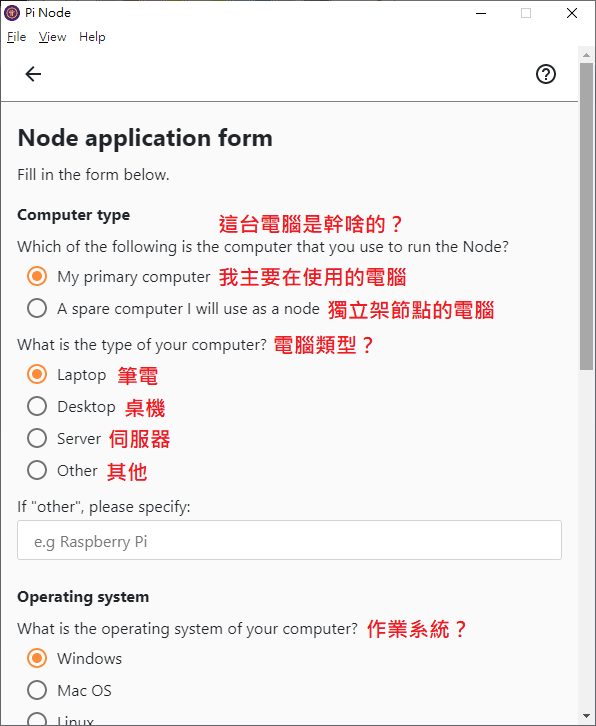 Pi Node
File View Help
Node application form
Fill in the form below.
Computer type
這台電腦是幹啥的？
Which of the following is the computer that you use to run the Node?
My primary computer 我主要在使用的電腦
A spare computer I will use as a node 獨立架節點的電腦
What is the type of your computer? 電腦類型？
Laptop 筆電
Desktop 桌機
Server 伺服器
Other 其他
If "other", please specify:
e.g Raspberry Pi
Operating system
What is the operating system of your computer? 作業系統？
Windows
Mac OS
Linux